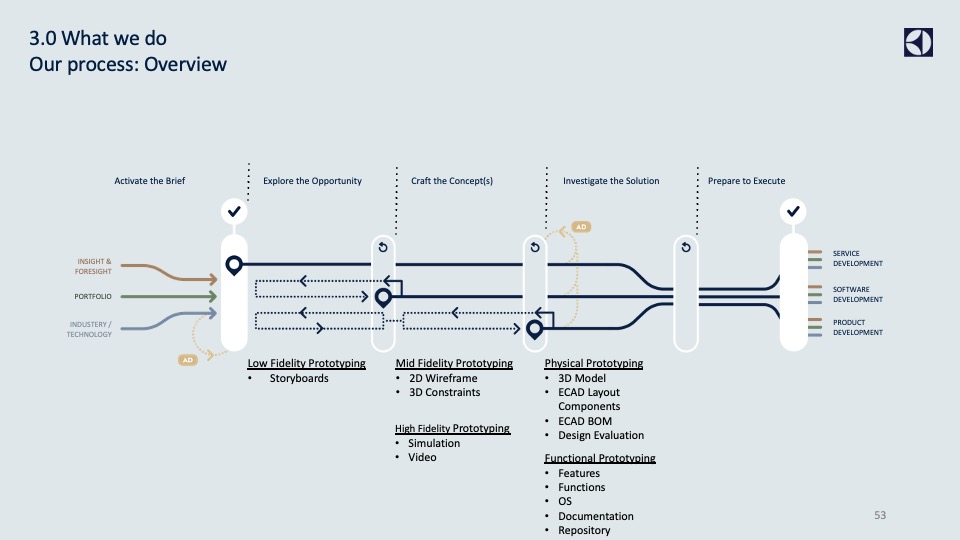 3.0 What we do
Our process: Overview
Activate the Brief
Explore the Opportunity
Craft the Concept(s)
Investigate the Solution
Prepare to Execute
AD
INSIGHT &
FORESIGHT
PORTFOLIO
INDUSTERY /
TECHNOLOGY
AD
SERVICE
DEVELOPMENT
SOFTWARE
DEVELOPMENT
PRODUCT
DEVELOPMENT
Low Fidelity Prototyping
• Storyboards
Mid Fidelity Prototyping
• 2D Wireframe
• 3D Constraints
High Fidelity Prototyping
• Simulation
• Video
Physical Prototyping
• 3D Model
• ECAD Layout
Components
• ECAD BOM
• Design Evaluation
Functional Prototyping
• Features
• Functions
• OS
• Documentation
• Repository
53